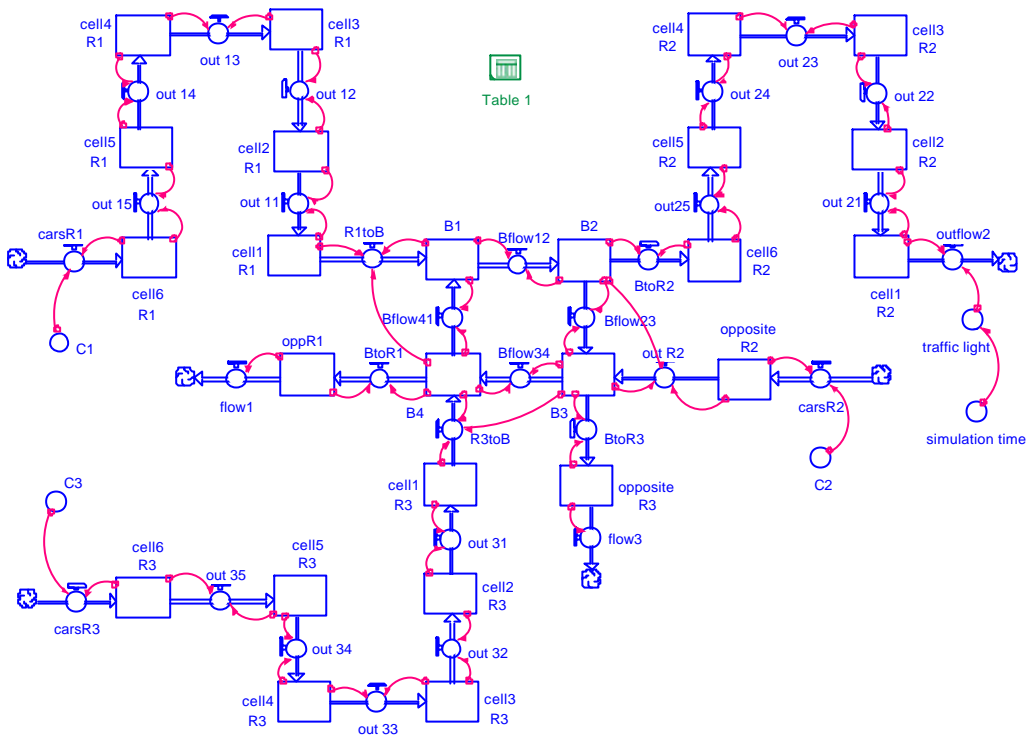 cell4
R1
out 13
cell3
R1
Table 1
cell4
R2
out 23
cell3
R2
out 14
out 12
out 24
out 22
cell5
R1
cell2
R1
cell5
R2
cell2
R2
out 15
out 11
out25
out 21
carsR1
cell6
R1
cell1
R1
R1toB
B1
Bflow12
B2
BtoR2
cell6
R2
cell1
R2
outflow2
C1
Bflow41
Bflow23
traffic light
oppR1
BtoR1
Bflow34
out R2
opposite
R2
flow1
B4
B3
carsR2
simulation time
R3toB
BtoR3
C2
C3
cell1
R3
opposite
R3
out 31
flow3
cell6
R3
out 35
cell5
R3
cell2
R3
carsR3
out 34
out 32
cell4
R3
out 33
cell3
R3